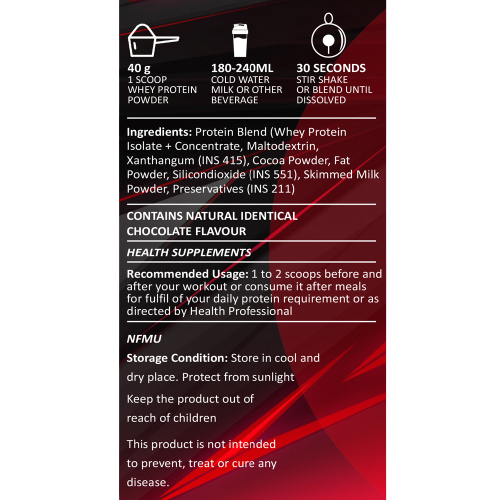 40 g
1 SCOOP
WHEY PROTEIN
POWDER
180-240ML
COLD WATER
MILK OR OTHER
BEVERAGE
30 SECONDS
STIR SHAKE
OR BLEND UNTIL
DISSOLVED
Ingredients: Protein Blend (Whey Protein
Isolate + Concentrate, Maltodextrin,
Xanthangum (INS 415), Cocoa Powder, Fat
Powder, Silicondioxide (INS 551), Skimmed Milk
Powder, Preservatives (INS 211)
CONTAINS NATURAL IDENTICAL
CHOCOLATE FLAVOUR
HEALTH SUPPLEMENTS
Recommended Usage: 1 to 2 scoops before and
after your workout or consume it after meals
for fulfil of your daily protein requirement or as
directed by Health Professional
NFMU
Storage Condition: Store in cool and
dry place. Protect from sunlight
Keep the product out of
reach of children
This product is not intended
to prevent, treat or cure any
disease.